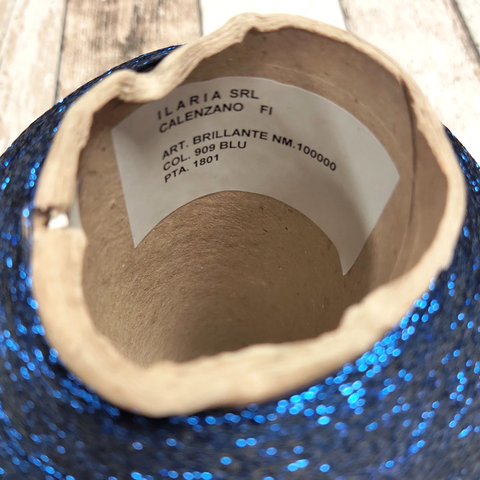 ILARIA SRL
CALENZANO FI
ART. BRILLANTE NM.100000
COL. 909 BLU
PTA. 1801